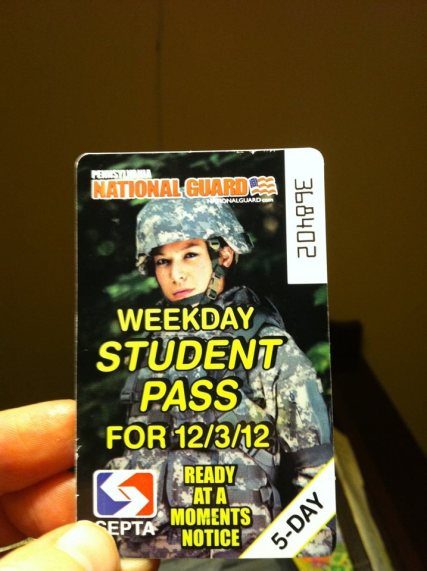 PENNSYLVANIA
NATIONAL GUARD
NATIONALGUARD.com
368402
WEEKDAY
STUDENT
PASS
FOR 12/3/12
READY
AT A
MOMENTS
NOTICE
SEPTA
5-DAY